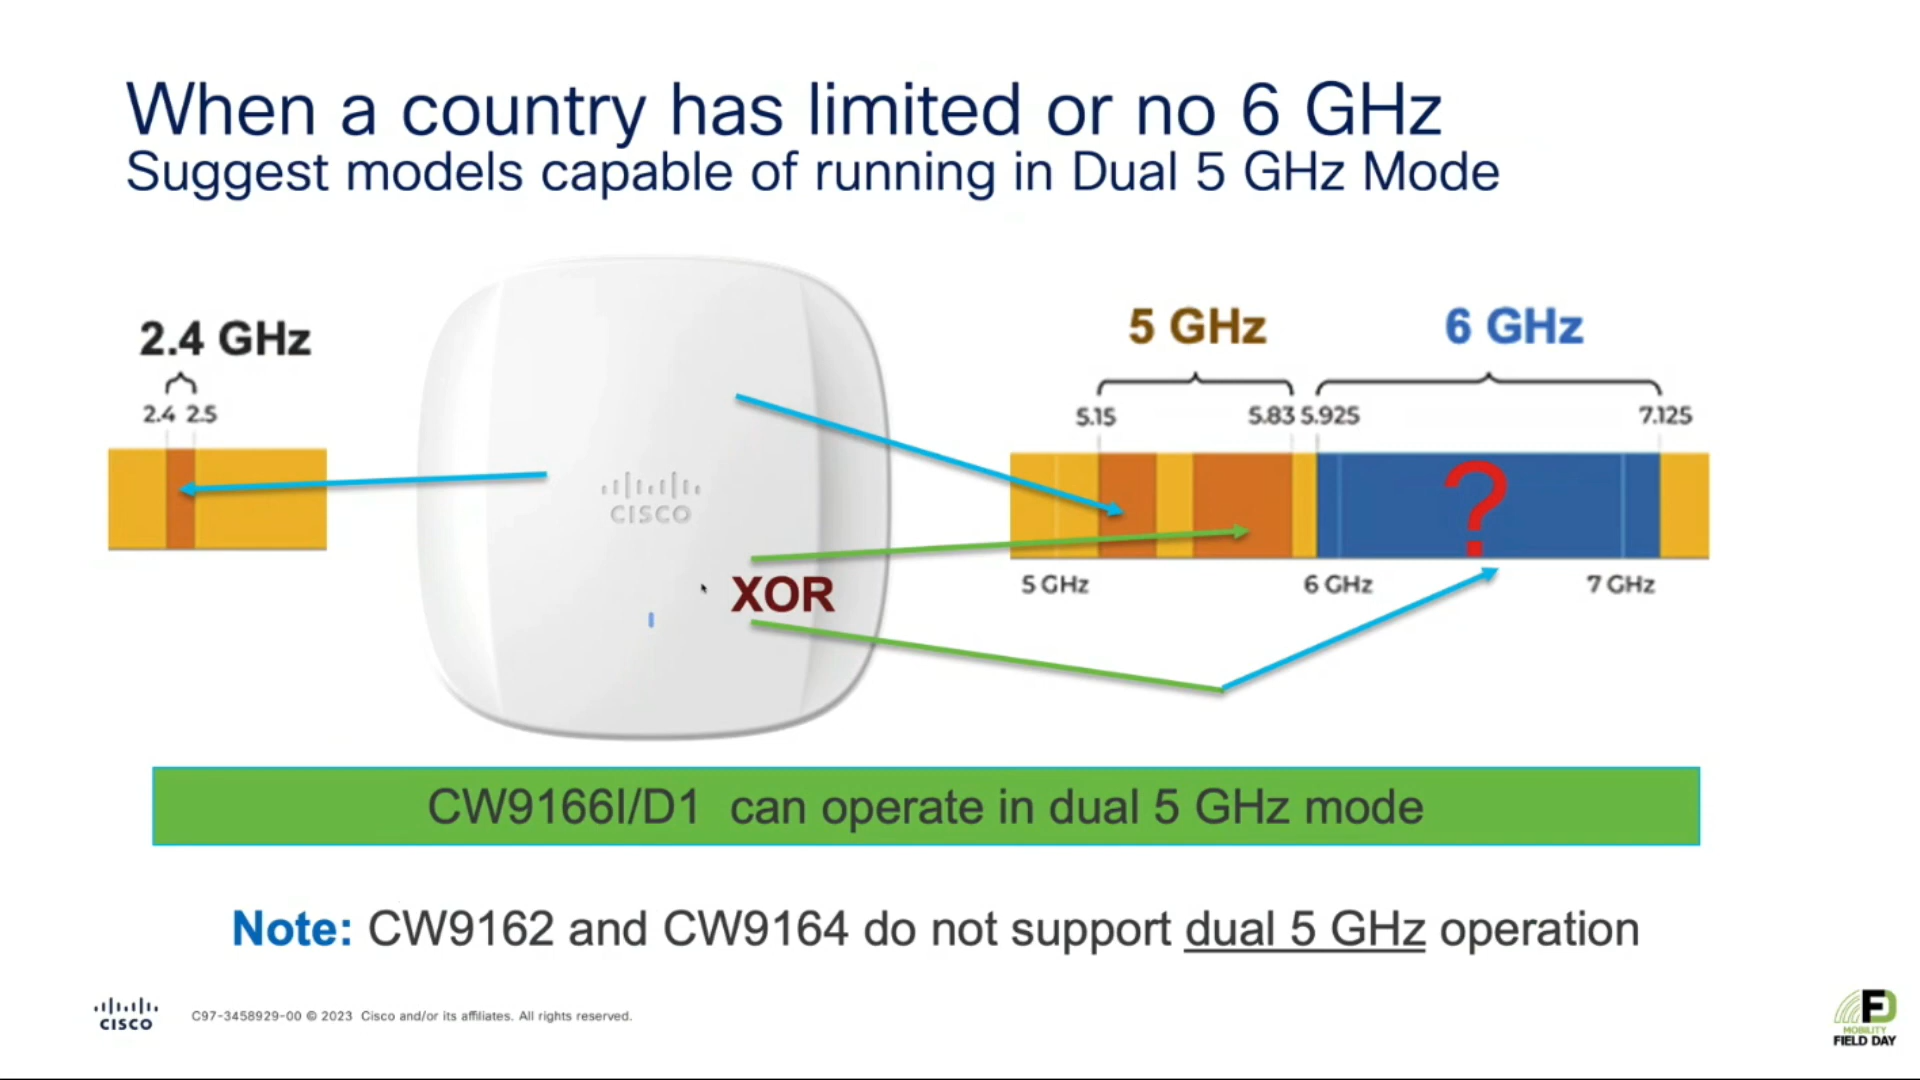 When a country has limited or no 6 GHz
Suggest models capable of running in Dual 5 GHz Mode
2.4 GHz
2.4 2.5
5 GHz
6 GHz
5.15
5.83 5.925
7.125
CISCO
?
XOR
5 GHz
6 GHz
7 GHz
CW9166I/D1 can operate in dual 5 GHz mode
Note: CW9162 and CW9164 do not support dual 5 GHz operation
CISCO
C97-3458929-00 © 2023 Cisco and/or its affiliates. All rights reserved.
FD
MOBILITY
FIELD DAY